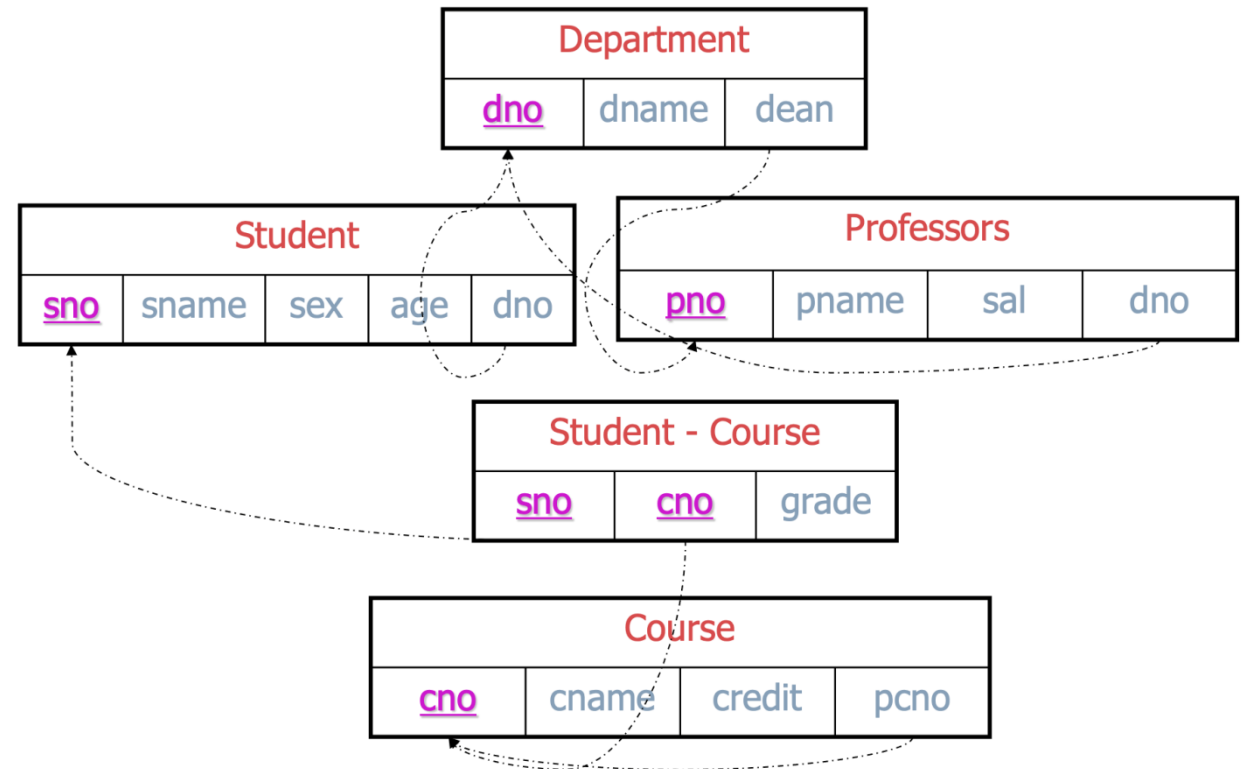 Department
dno dname dean
Student
sno sname sex age dno
Professors
pno pname sal dno
Student - Course
sno cno grade
Course
cno cname credit pcno